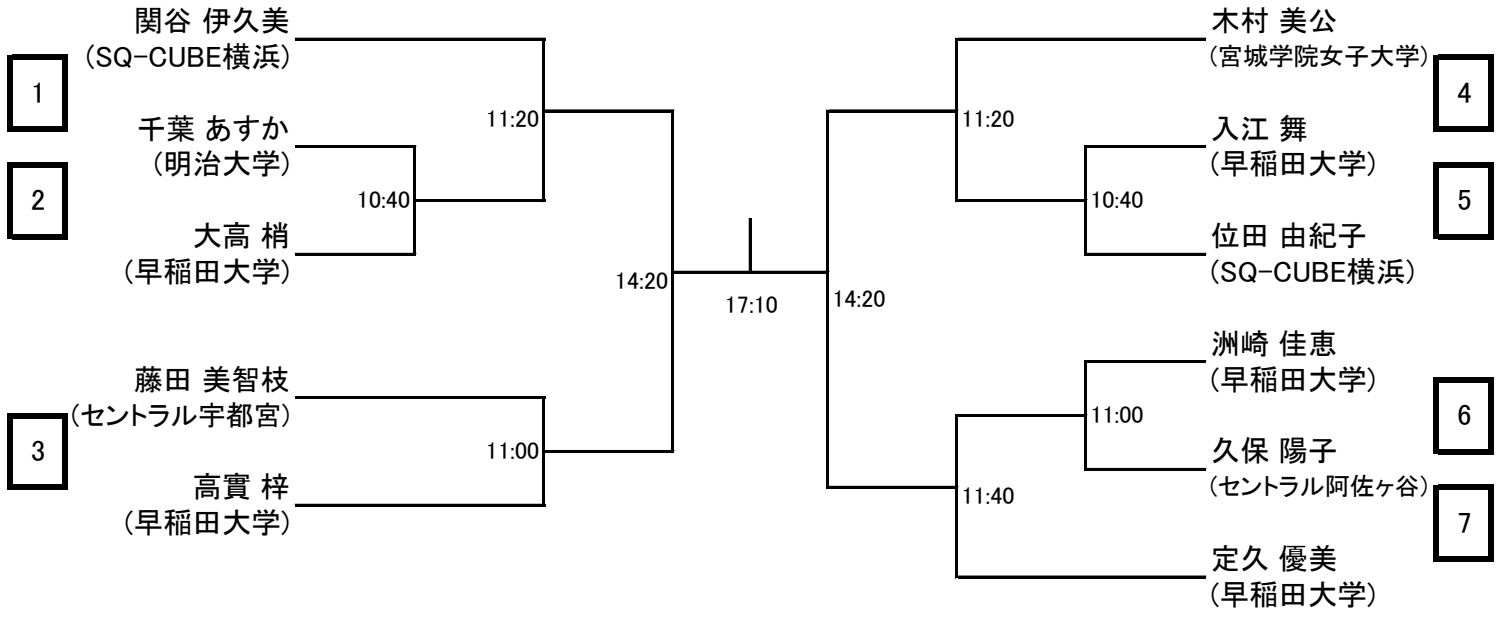 関谷 伊久美
(SQ-CUBE横浜)
1
11:20
千葉 あすか
(明治大学)
2
10:40
大高 梢
(早稲田大学)
14:20
藤田 美智枝
(セントラル宇都宮)
3
11:00
高實 梓
(早稲田大学)
17:10
木村 美公
(宮城学院女子大学)
4
11:20
入江 舞
(早稲田大学)
5
10:40
位田 由紀子
(SQ-CUBE横浜)
14:20
洲崎 佳恵
(早稲田大学)
6
11:00
久保 陽子
(セントラル阿佐ヶ谷)
11:40
7
定久 優美
(早稲田大学)